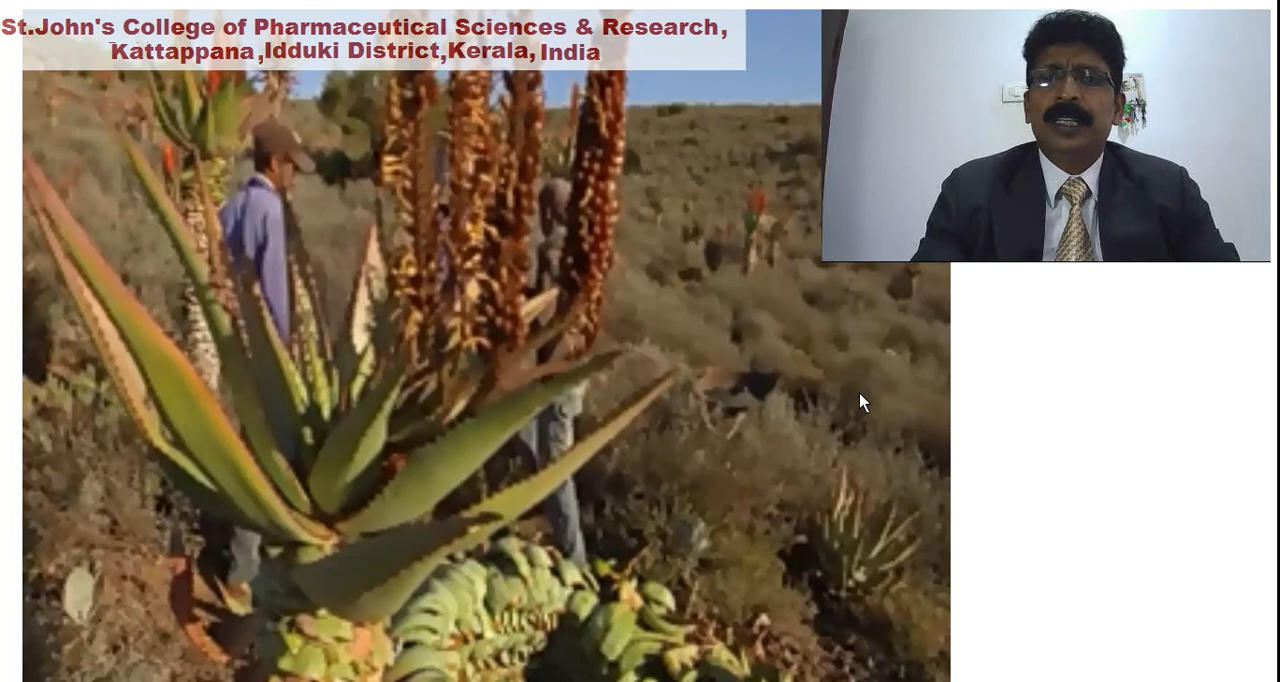 St.John's College of Pharmaceutical Sciences & Research,
Kattappana,Idduki District,Kerala,India